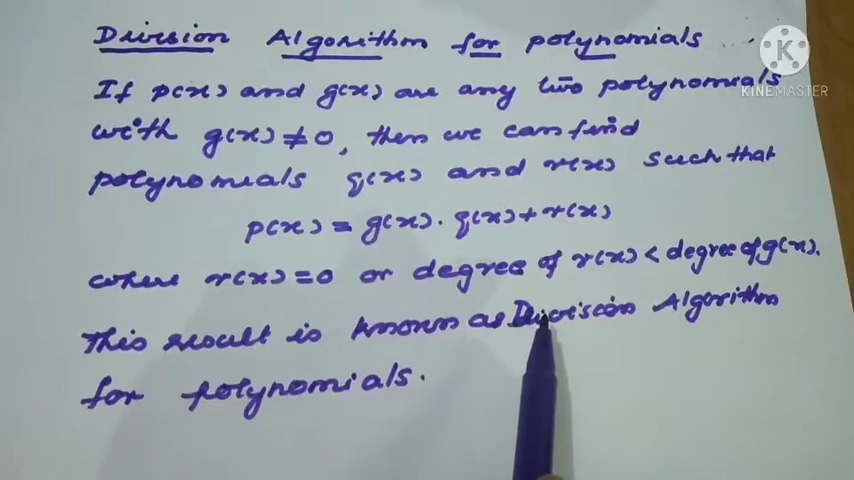 Division Algorithm for polynomials
K
KINEMASTER
If p(x) and g(x) are any two polynomials
with g(x) ≠ 0, then we can find
polynomials q(x) and r(x) such that
p(x) = g(x). q(x) + r(x)
where r(x) = 0 or degree of r(x) < degree of g(x).
This result is known as Division Algorithm
for polynomials.